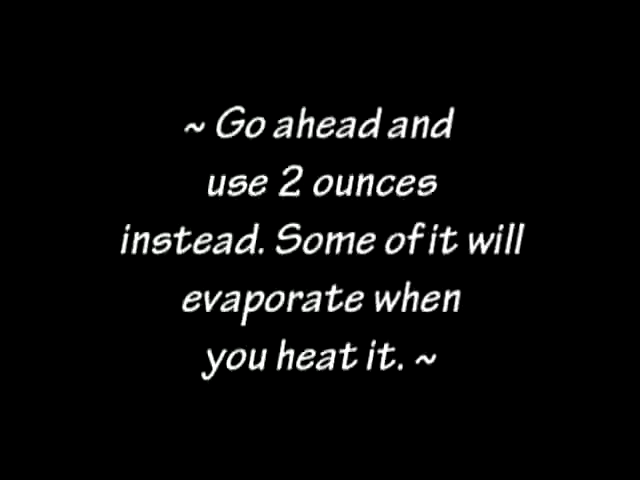 ~ Go ahead and
use 2 ounces
instead. Some of it will
evaporate when
you heat it. ~